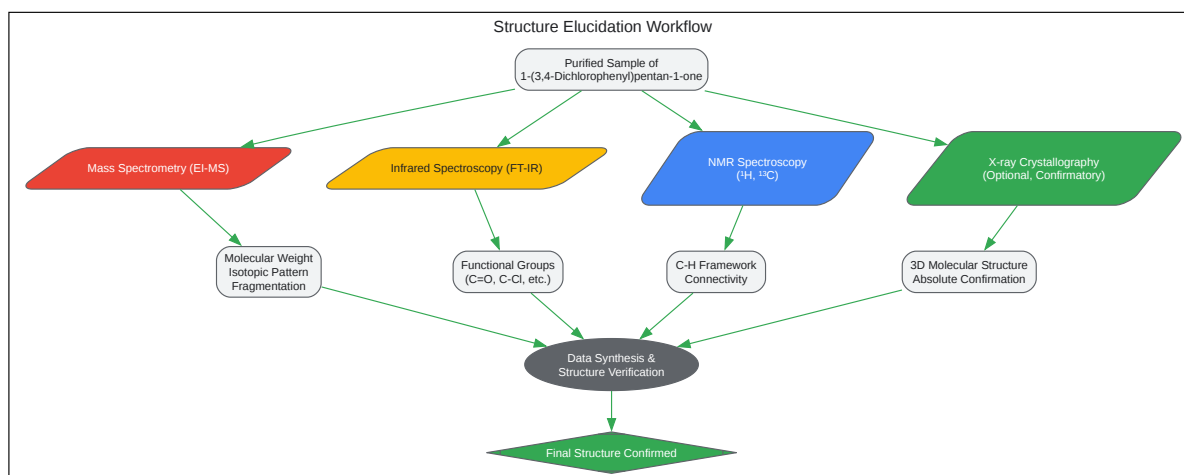 Structure Elucidation Workflow
Purified Sample of
1-(3,4-Dichlorophenyl)pentan-1-one
Mass Spectrometry (EI-MS)
Infrared Spectroscopy (FT-IR)
NMR Spectroscopy
(¹H, ¹³C)
X-ray Crystallography
(Optional, Confirmatory)
Molecular Weight
Isotopic Pattern
Fragmentation
Functional Groups
(C=O, C-Cl, etc.)
C-H Framework
Connectivity
3D Molecular Structure
Absolute Confirmation
Data Synthesis &
Structure Verification
Final Structure Confirmed